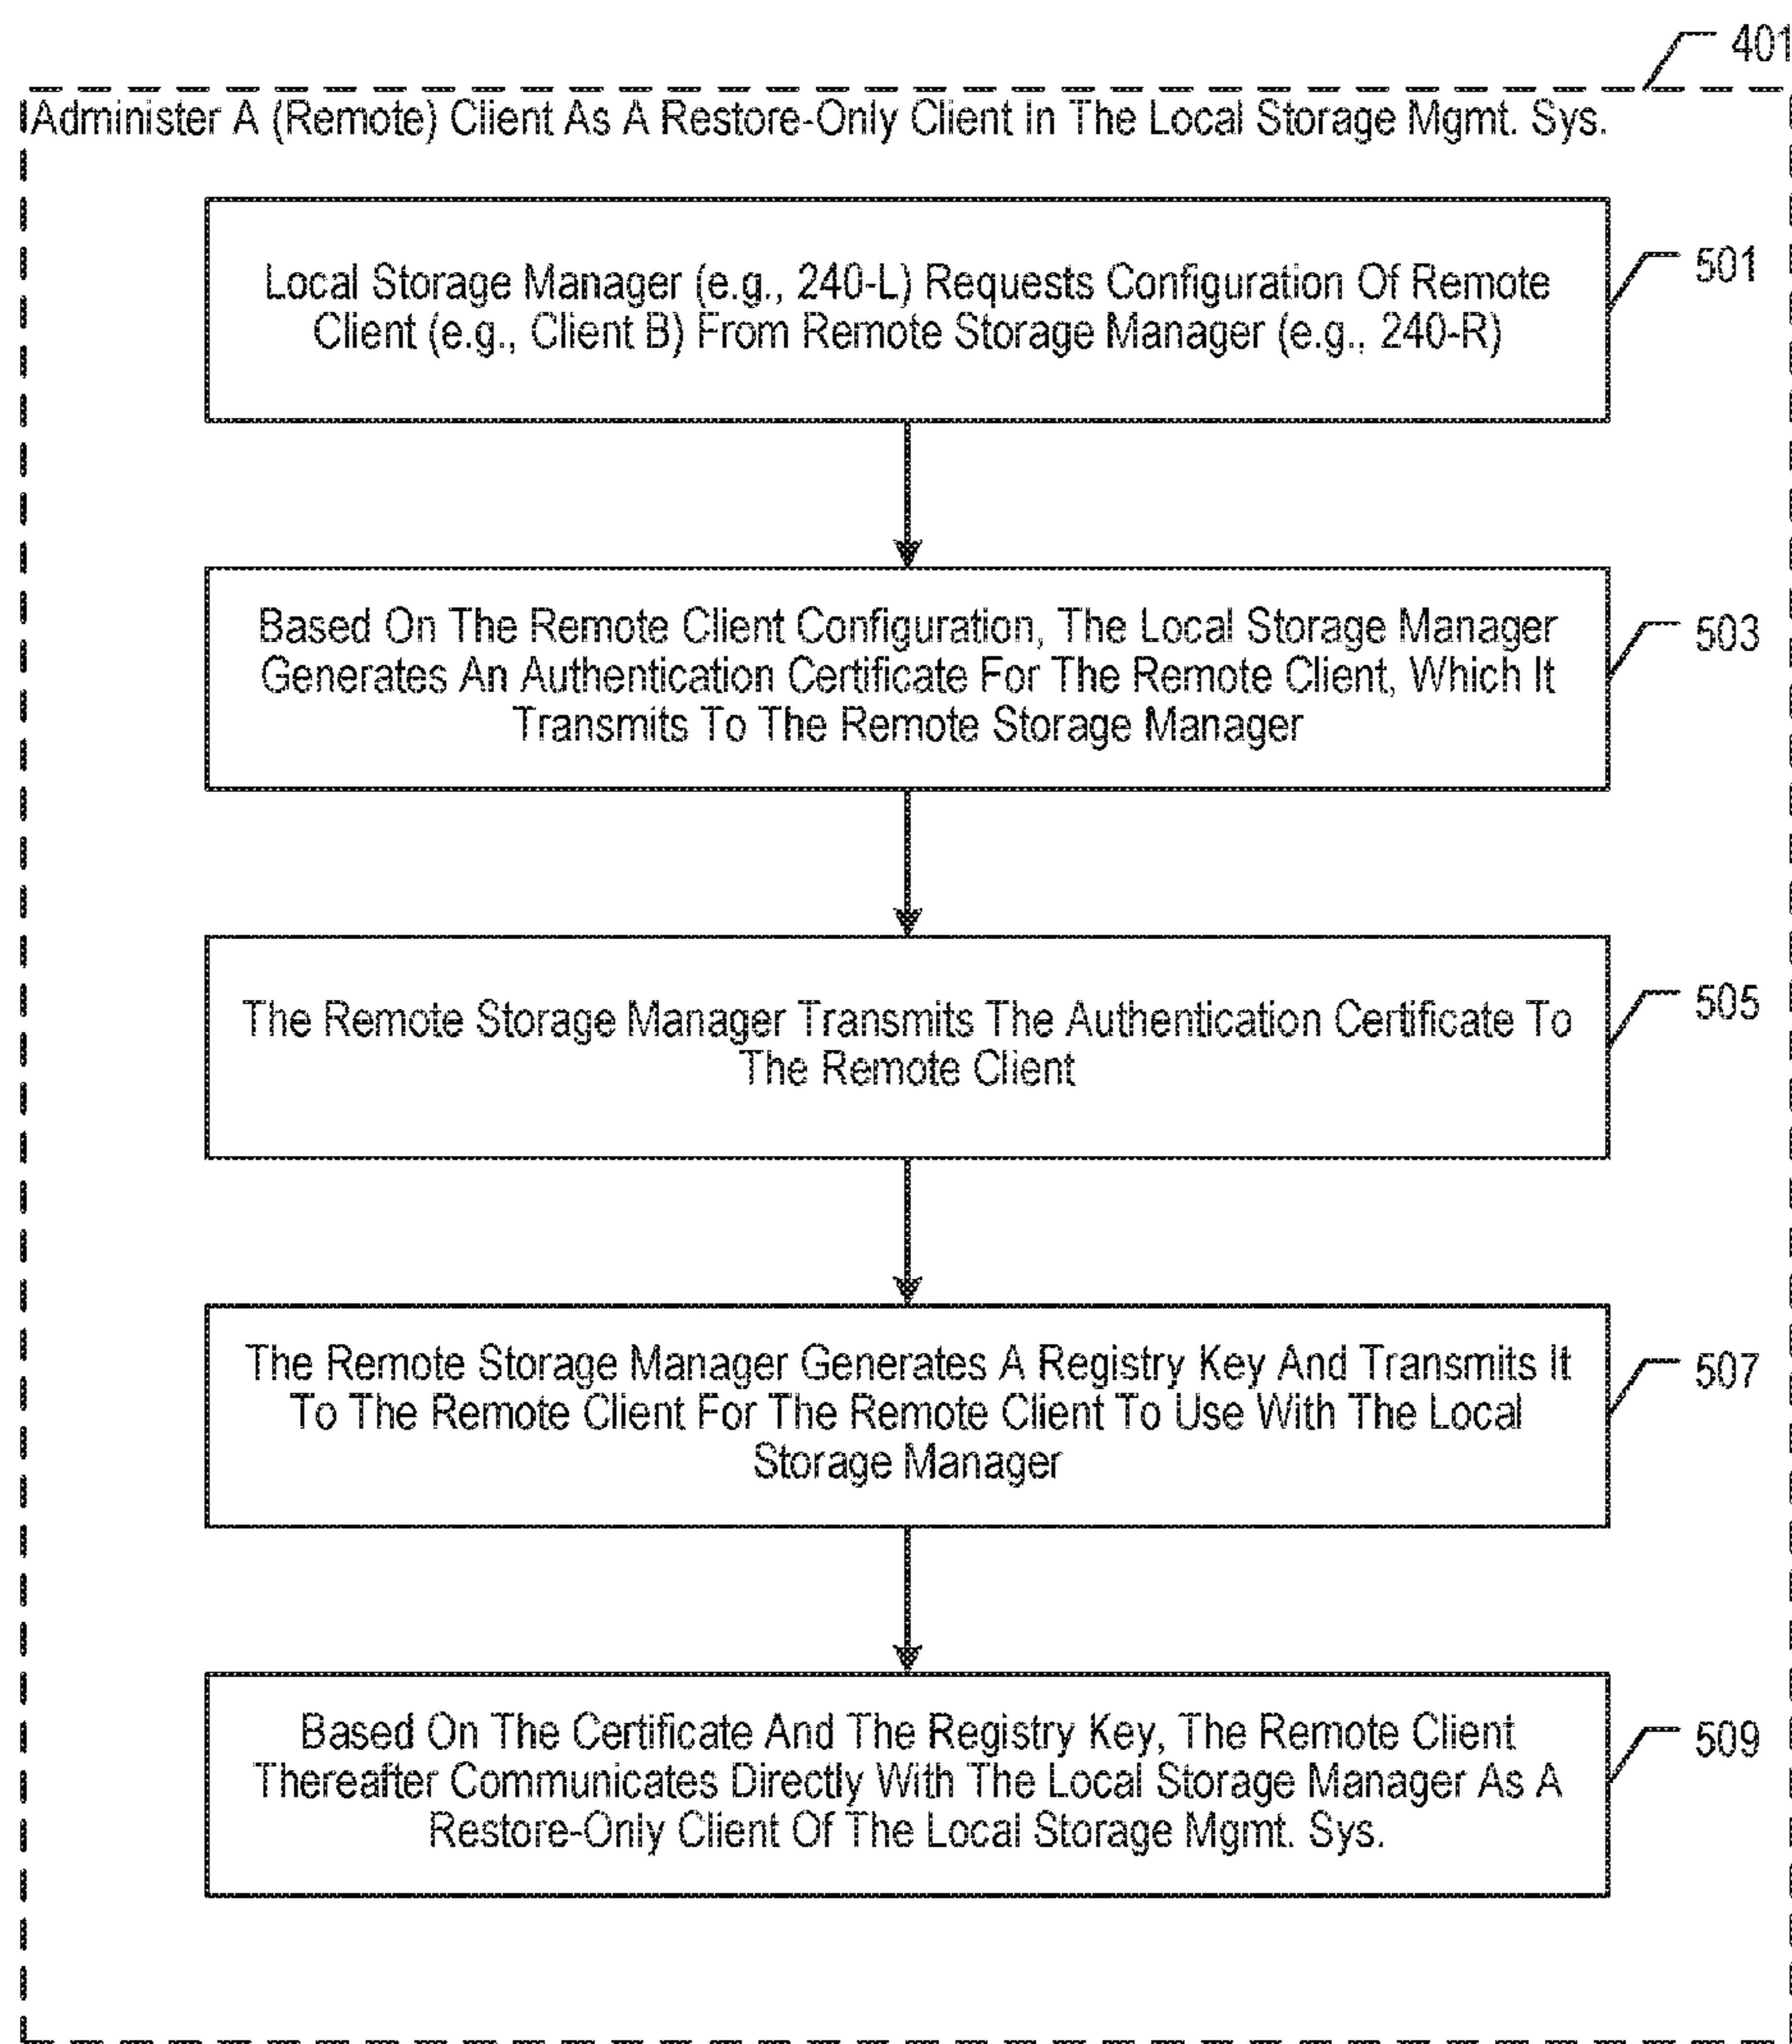 401
Administer A (Remote) Client As A Restore-Only Client In The Local Storage Mgmt. Sys.
Local Storage Manager (e.g., 240-L) Requests Configuration Of Remote
Client (e.g., Client B) From Remote Storage Manager (e.g., 240-R)
501
Based On The Remote Client Configuration, The Local Storage Manager
Generates An Authentication Certificate For The Remote Client, Which It
Transmits To The Remote Storage Manager
503
The Remote Storage Manager Transmits The Authentication Certificate To
The Remote Client
505
The Remote Storage Manager Generates A Registry Key And Transmits It
To The Remote Client For The Remote Client To Use With The Local
Storage Manager
507
Based On The Certificate And The Registry Key, The Remote Client
Thereafter Communicates Directly With The Local Storage Manager As A
Restore-Only Client Of The Local Storage Mgmt. Sys.
509